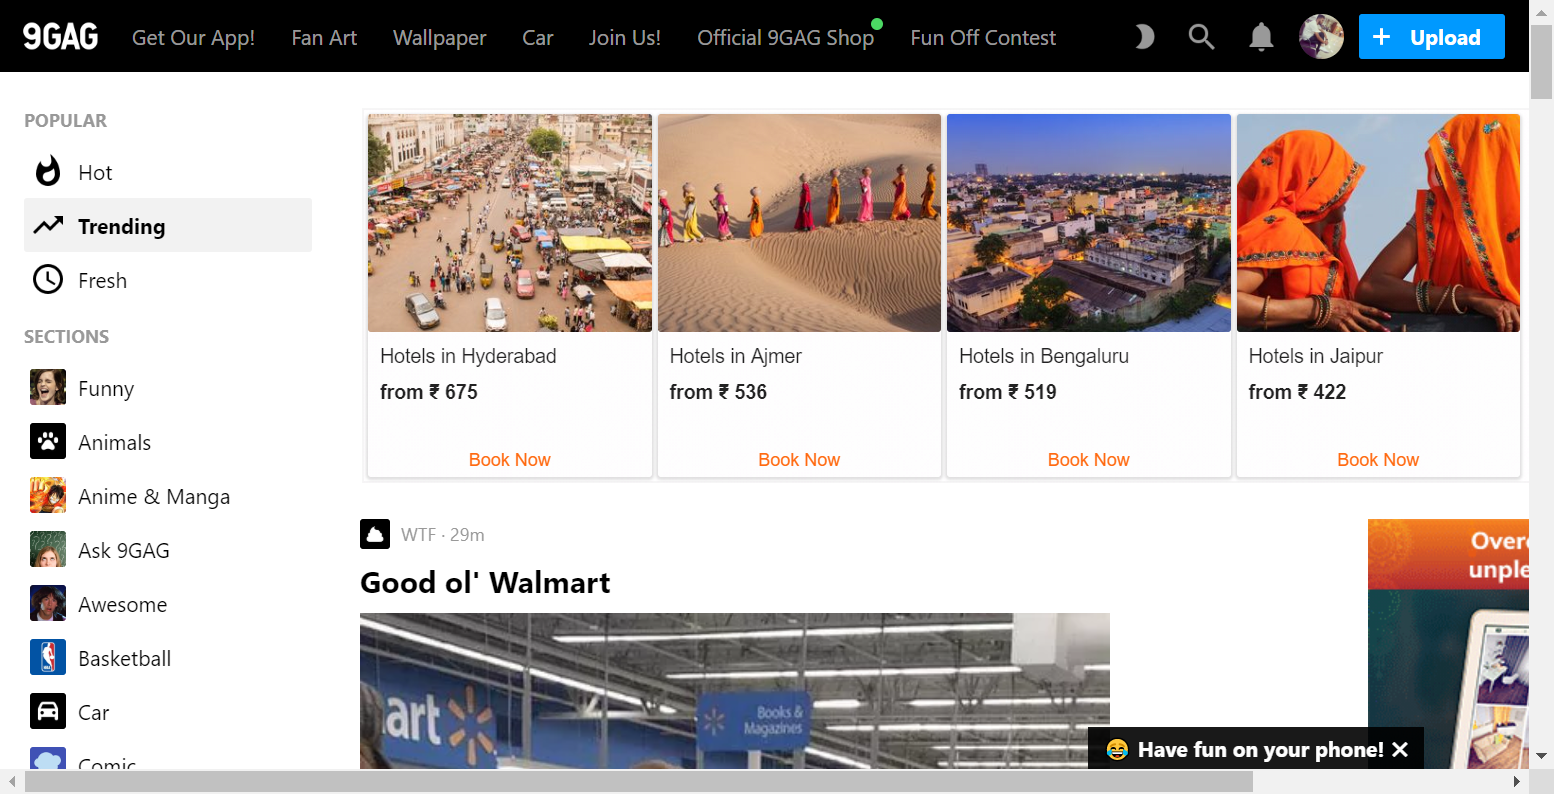 9GAG
Get Our App!
Fan Art
Wallpaper
Car
Join Us!
Official 9GAG Shop
Fun Off Contest
+ Upload
POPULAR
Hot
Trending
Fresh
SECTIONS
Funny
Animals
Anime & Manga
Ask 9GAG
Awesome
Basketball
Car
Comic
Hotels in Hyderabad
from ₹ 675
Book Now
Hotels in Ajmer
from ₹ 536
Book Now
Hotels in Bengaluru
from ₹ 519
Book Now
Hotels in Jaipur
from ₹ 422
Book Now
WTF · 29m
Good ol' Walmart
art
Books &
Magazines
Over
unple
😂 Have fun on your phone! ✕